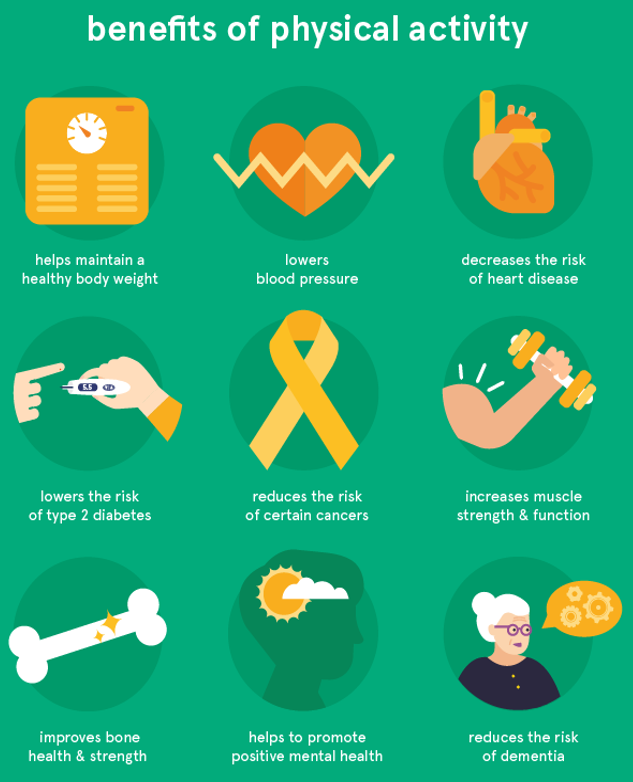 benefits of physical activity
helps maintain a
healthy body weight
lowers
blood pressure
decreases the risk
of heart disease
5.5
lowers the risk
of type 2 diabetes
reduces the risk
of certain cancers
increases muscle
strength & function
improves bone
health & strength
helps to promote
positive mental health
reduces the risk
of dementia